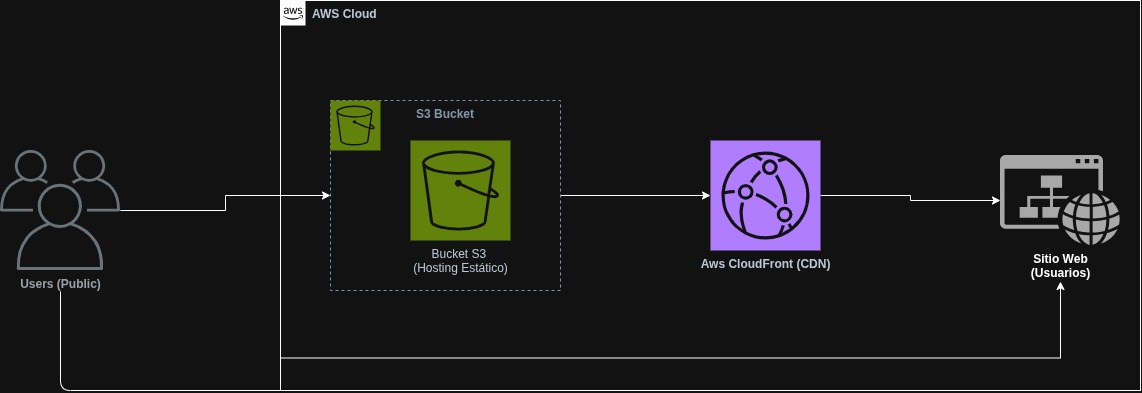 aws
AWS Cloud
S3 Bucket
Bucket S3
(Hosting Estático)
Aws CloudFront (CDN)
Sitio Web
(Usuarios)
Users (Public)